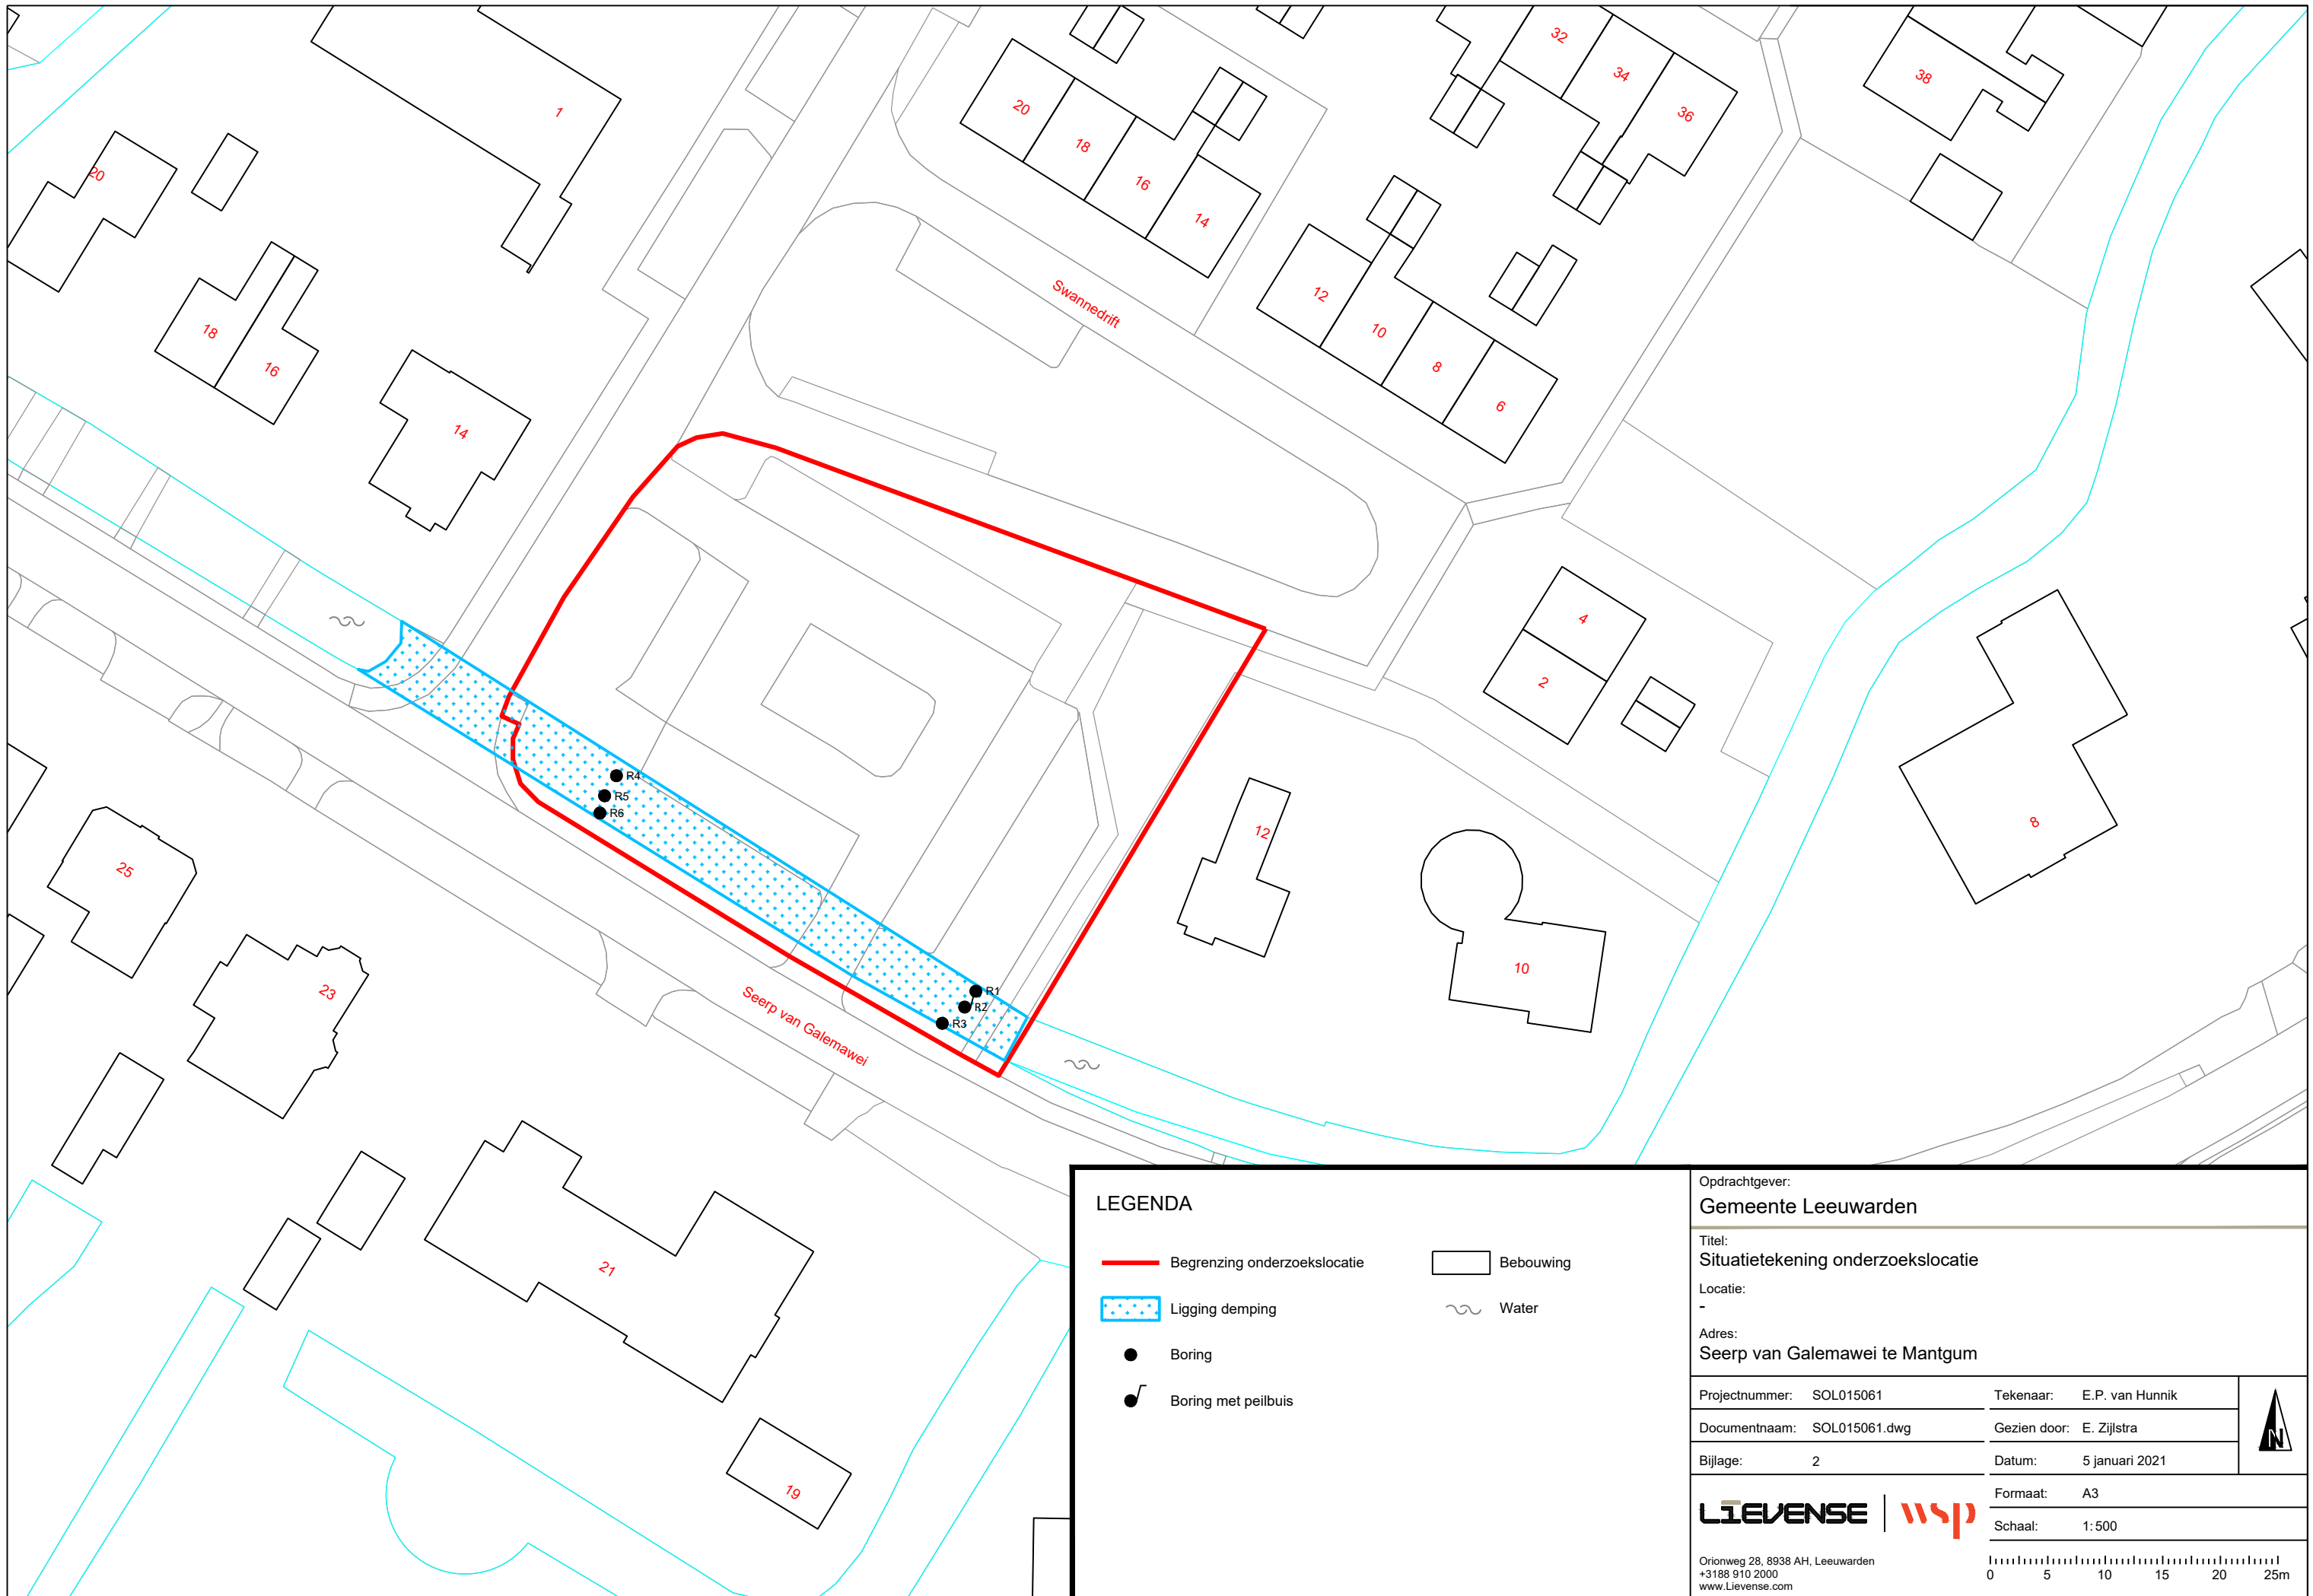 1
20
18
16
14
20
18
16
14
32
34
36
38
12
10
8
6
Swannedrift
4
2
12
10
8
R4
R5
R6
R1
R2
R3
Seerp van Galemawei
25
23
21
19
LEGENDA
Begrenzing onderzoekslocatie
Bebouwing
Ligging demping
Water
Boring
Boring met peilbuis
Opdrachtgever:
Gemeente Leeuwarden
Titel:
Situatietekening onderzoekslocatie
Locatie:
-
Adres:
Seerp van Galemawei te Mantgum
Projectnummer: SOL015061
Tekenaar: E.P. van Hunnik
Documentnaam: SOL015061.dwg
Gezien door: E. Zijlstra
Bijlage: 2
Datum: 5 januari 2021
N
Formaat: A3
Schaal: 1:500
LIEVENSE | wsp
Orionweg 28, 8938 AH, Leeuwarden
+3188 910 2000
www.Lievense.com
0 5 10 15 20 25m